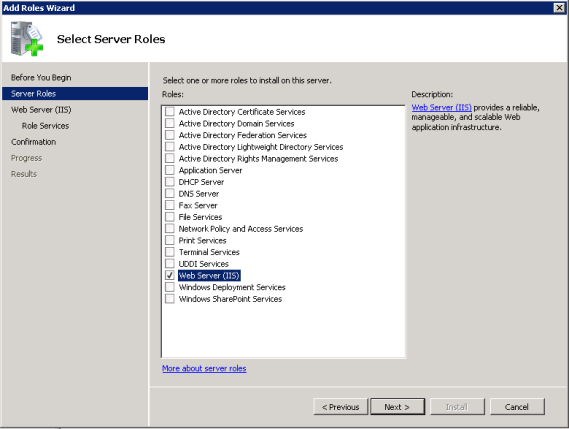 Add Roles Wizard
Select Server Roles
Before You Begin
Server Roles
Web Server (IIS)
Role Services
Confirmation
Progress
Results
Select one or more roles to install on this server.
Roles:
Active Directory Certificate Services
Active Directory Domain Services
Active Directory Federation Services
Active Directory Lightweight Directory Services
Active Directory Rights Management Services
Application Server
DHCP Server
DNS Server
Fax Server
File Services
Network Policy and Access Services
Print Services
Terminal Services
UDDI Services
Web Server (IIS)
Windows Deployment Services
Windows SharePoint Services
More about server roles
Description:
Web Server (IIS) provides a reliable,
manageable, and scalable Web
application infrastructure.
< Previous
Next >
Install
Cancel